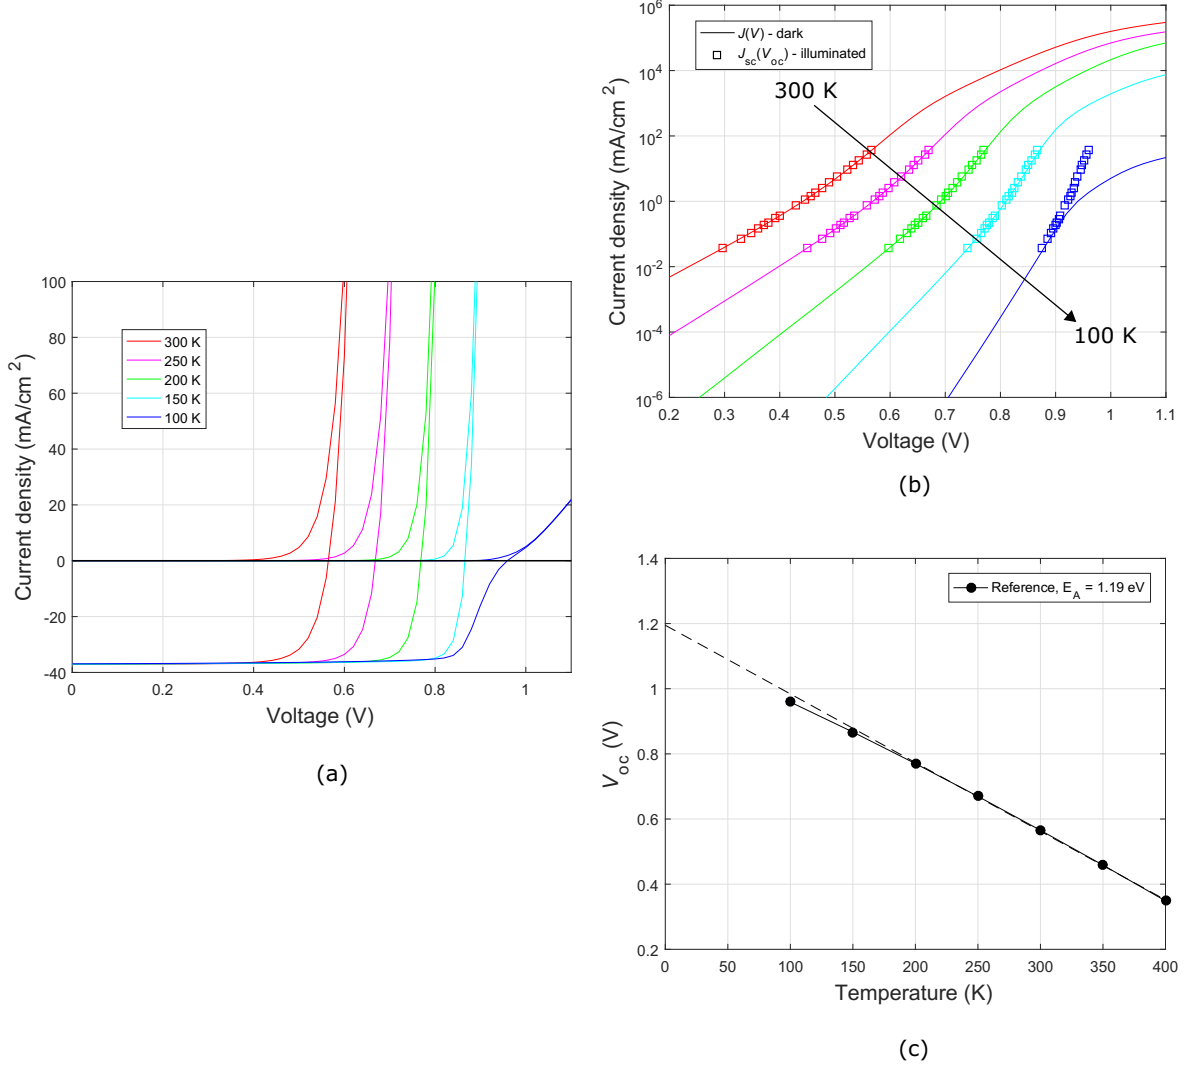 100
80
60
40
20
0
-20
-40
0
0.2
0.4
0.6
0.8
1
Current density (mA/cm 2)
Voltage (V)
300 K
250 K
200 K
150 K
100 K
(a)
10^6
10^4
10^2
10^0
10^-2
10^-4
10^-6
0.2
0.3
0.4
0.5
0.6
0.7
0.8
0.9
1
1.1
Current density (mA/cm 2)
Voltage (V)
J(V) - dark
J_sc(V_oc) - illuminated
300 K
100 K
(b)
1.4
1.2
1
0.8
0.6
0.4
0.2
0
50
100
150
200
250
300
350
400
V_oc (V)
Temperature (K)
Reference, E_A = 1.19 eV
(c)